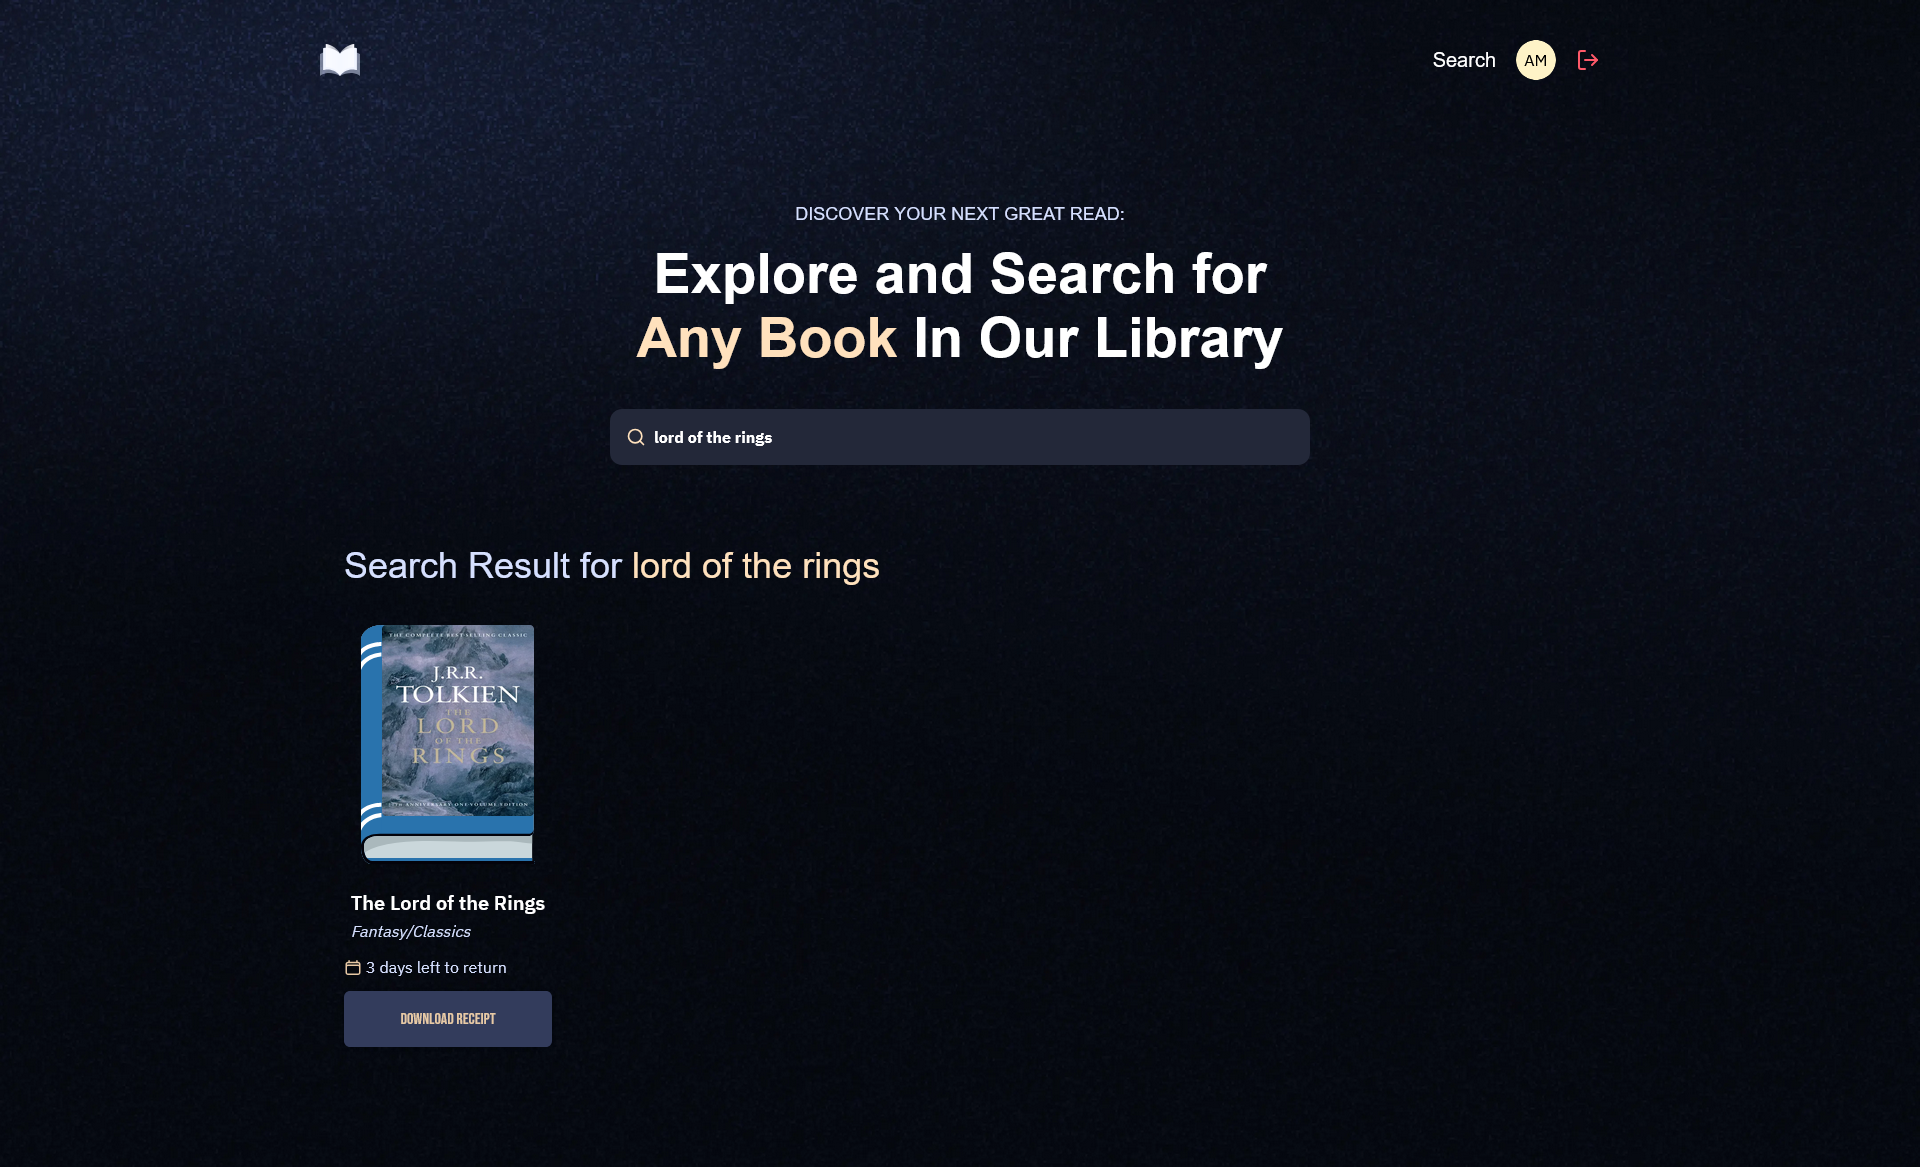 Search
AM
DISCOVER YOUR NEXT GREAT READ:
Explore and Search for
Any Book In Our Library
lord of the rings
Search Result for lord of the rings
THE COMPLETE BEST SELLING CLASSIC
J.R.R.
TOLKIEN
THE
LORD
OF THE
RINGS
ANNIVERSARY ONE-VOLUME EDITION
The Lord of the Rings
Fantasy/Classics
3 days left to return
DOWNLOAD RECEIPT